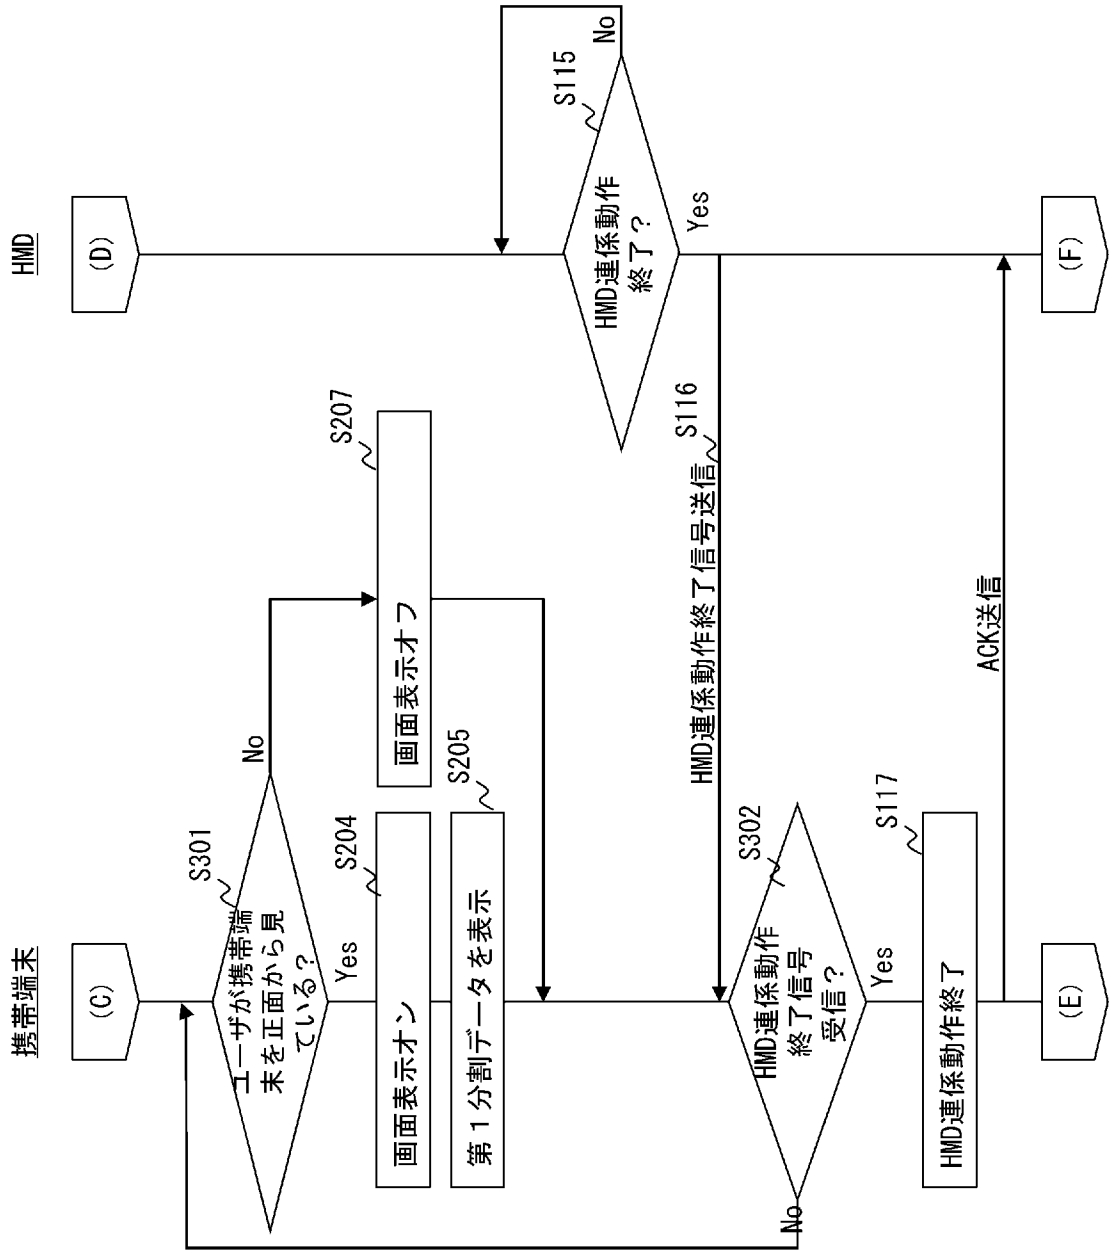 携帯端末
HMD
(C)
(D)
S301
ユーザが携帯端
末を正面から見
ている？
No
Yes
S204
画面表示オン
S207
画面表示オフ
S205
第１分割データを表示
S115
HMD連係動作
終了？
No
Yes
S116
HMD連係動作終了信号送信
S302
HMD連係動作
終了信号
受信？
No
Yes
S117
HMD連係動作終了
ACK送信
(E)
(F)